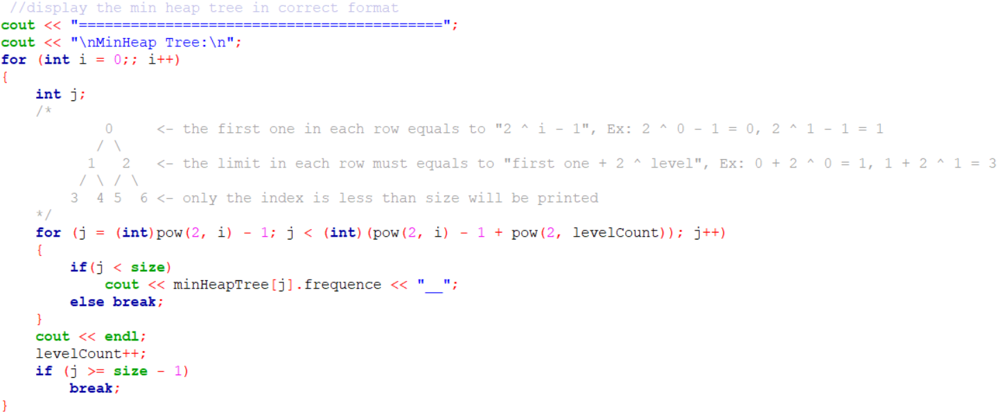 //display the min heap tree in correct format
cout << "==========================================";
cout << "\nMinHeap Tree:\n";
for (int i = 0;; i++)
{
    int j;
    /*
            0     <- the first one in each row equals to "2 ^ i - 1", Ex: 2 ^ 0 - 1 = 0, 2 ^ 1 - 1 = 1
           / \
          1   2   <- the limit in each row must equals to "first one + 2 ^ level", Ex: 0 + 2 ^ 0 = 1, 1 + 2 ^ 1 = 3
         / \ / \
        3  4 5  6 <- only the index is less than size will be printed
    */
    for (j = (int)pow(2, i) - 1; j < (int)(pow(2, i) - 1 + pow(2, levelCount)); j++)
    {
        if(j < size)
            cout << minHeapTree[j].frequence << "__";
        else break;
    }
    cout << endl;
    levelCount++;
    if (j >= size - 1)
        break;
}